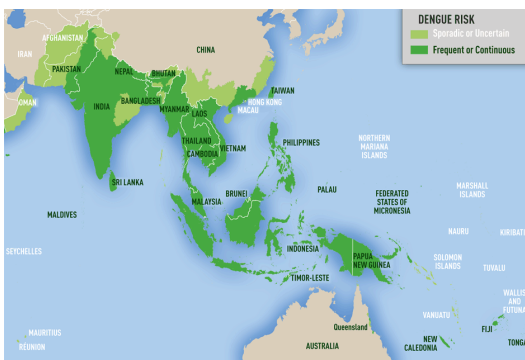 DENGUE RISK
Sporadic or Uncertain
Frequent or Continuous
AFGHANISTAN
IRAN
CHINA
PAKISTAN
NEPAL
BHUTAN
OMAN
INDIA
BANGLADESH
MYANMAR
LAOS
TAIWAN
HONG KONG
MACAU
THAILAND
VIETNAM
CAMBODIA
PHILIPPINES
NORTHERN
MARIANA
ISLANDS
SRI LANKA
MALAYSIA
BRUNEI
PALAU
FEDERATED
STATES OF
MICRONESIA
MARSHALL
ISLANDS
MALDIVES
SEYCHELLES
INDONESIA
PAPUA
NEW GUINEA
NAURU
KIRIBATI
SOLOMON
ISLANDS
TUVALU
TIMOR-LESTE
WALLIS
AND
FUTUNA
VANUATU
FIJI
MAURITIUS
REUNION
Queensland
AUSTRALIA
NEW
CALEDONIA
TONGA